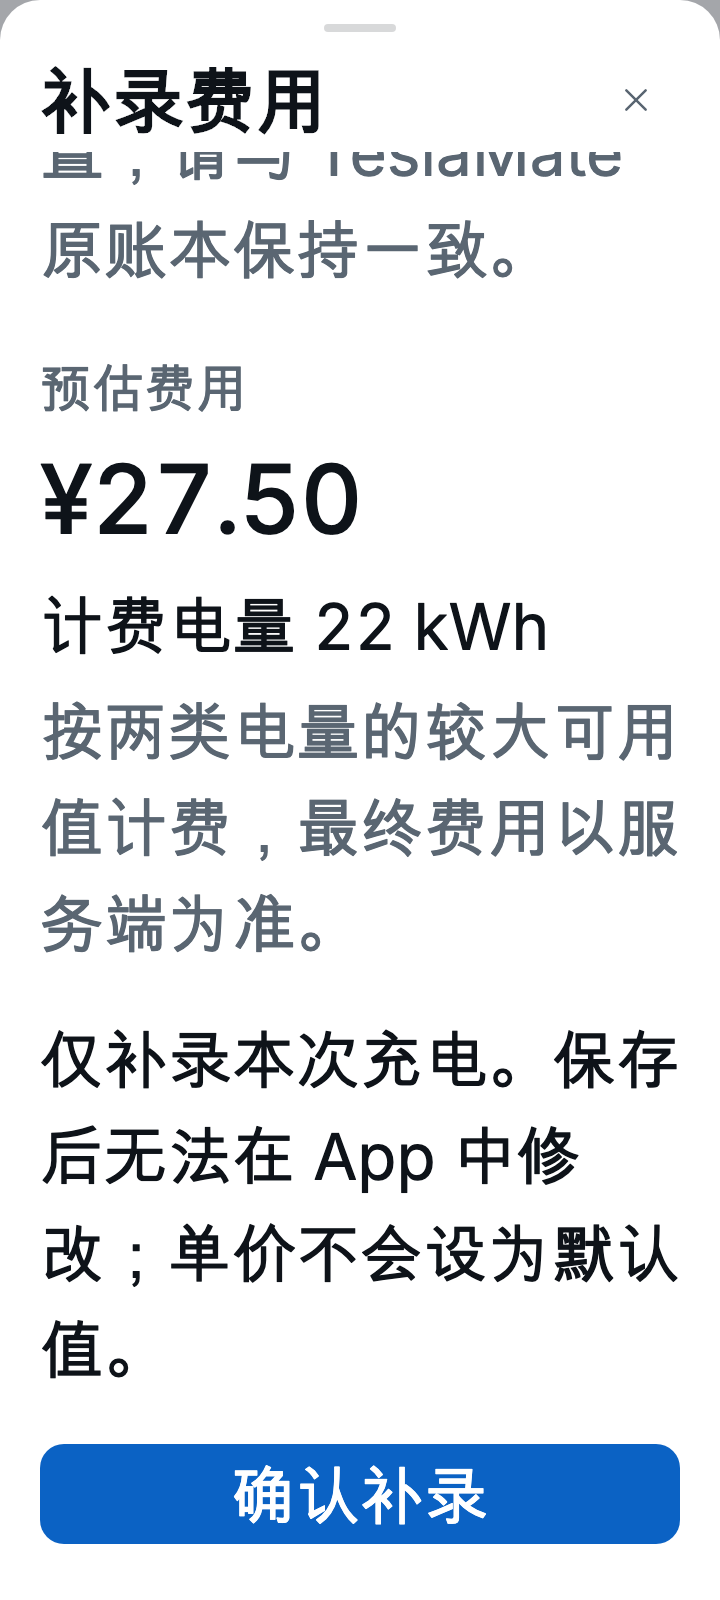 补录费用
置，请与 TeslaMate
原账本保持一致。
预估费用
¥27.50
计费电量 22 kWh
按两类电量的较大可用
值计费，最终费用以服
务端为准。
仅补录本次充电。保存
后无法在 App 中修
改；单价不会设为默认
值。
确认补录